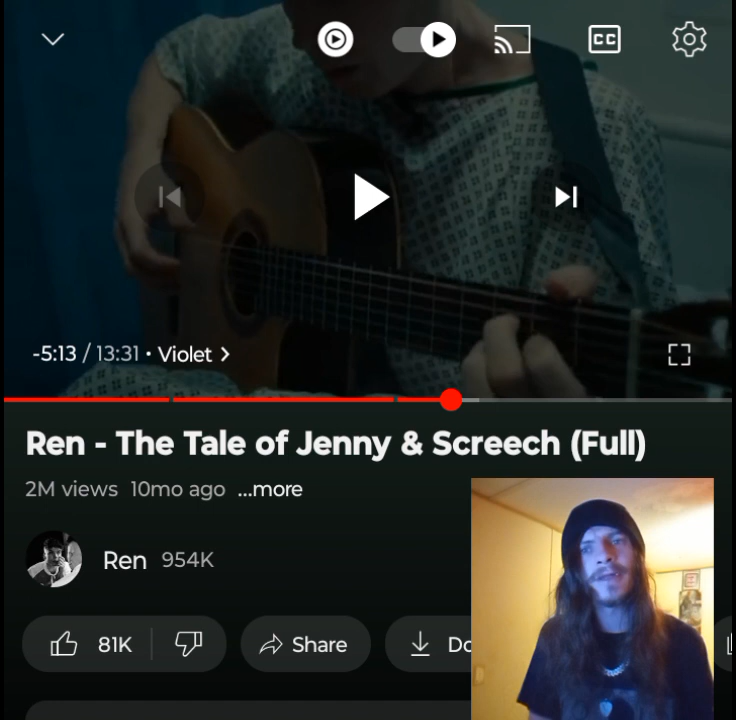 CC
-5:13 / 13:31 • Violet >
Ren - The Tale of Jenny & Screech (Full)
2M views 10mo ago ...more
Ren 954K
81K Share Do